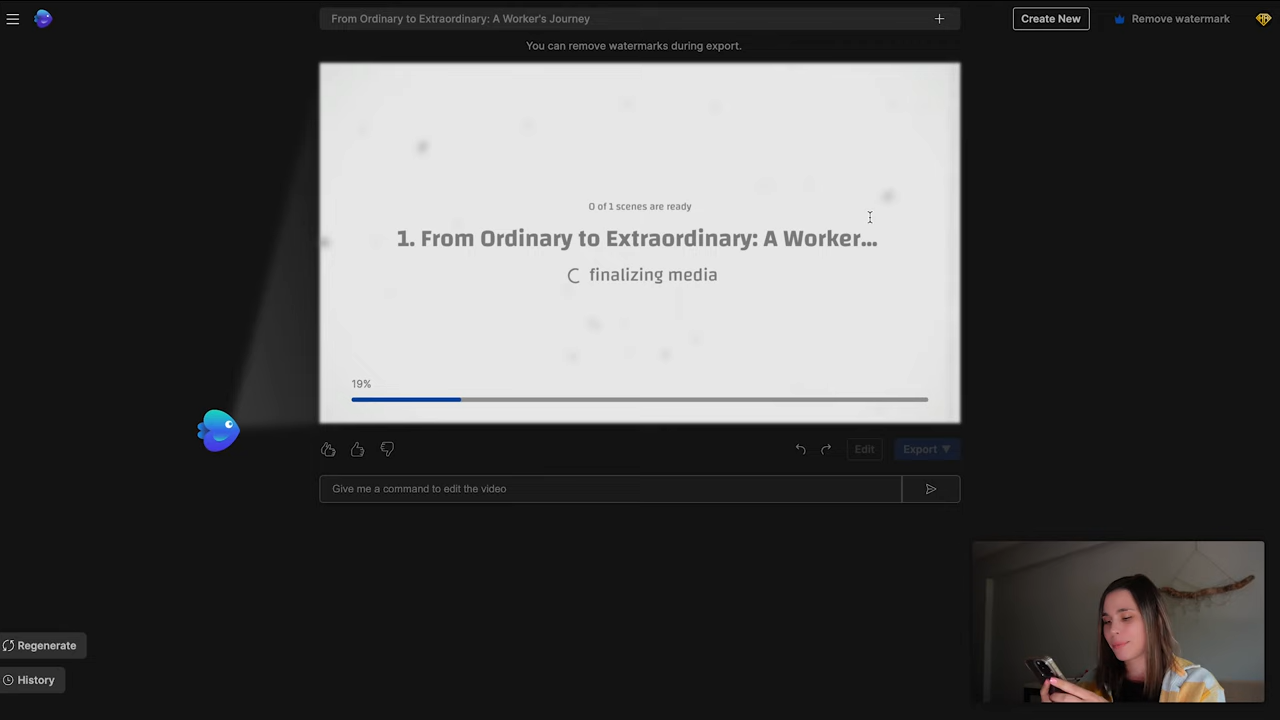 From Ordinary to Extraordinary: A Worker's Journey
Create New
Remove watermark
You can remove watermarks during export.
0 of 1 scenes are ready
1. From Ordinary to Extraordinary: A Worker...
finalizing media
19%
Edit
Export
Give me a command to edit the video
Regenerate
History